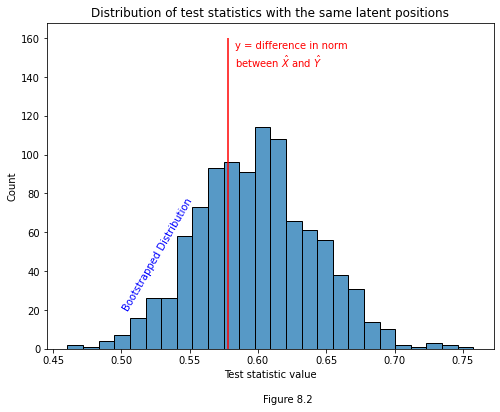 Distribution of test statistics with the same latent positions
160
140
120
100
80
60
40
20
0
Count
y = difference in norm
between X̂ and Ŷ
Bootstrapped Distribution
0.45 0.50 0.55 0.60 0.65 0.70 0.75
Test statistic value
Figure 8.2